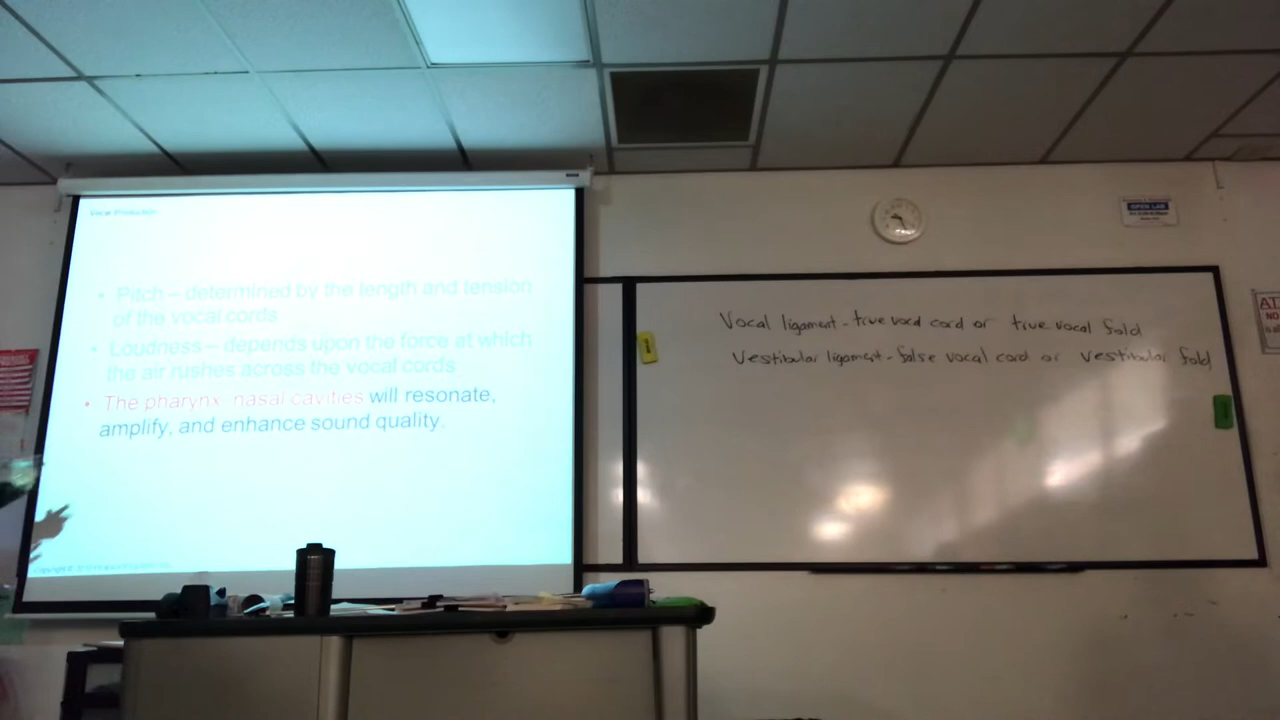 Vocal Production
• Pitch – determined by the length and tension
of the vocal cords
• Loudness – depends upon the force at which
the air rushes across the vocal cords
• The pharynx nasal cavities will resonate,
amplify, and enhance sound quality.
Vocal ligament - true vocal cord or true vocal fold
Vestibular ligament - false vocal cord or vestibular fold
OPEN LAB